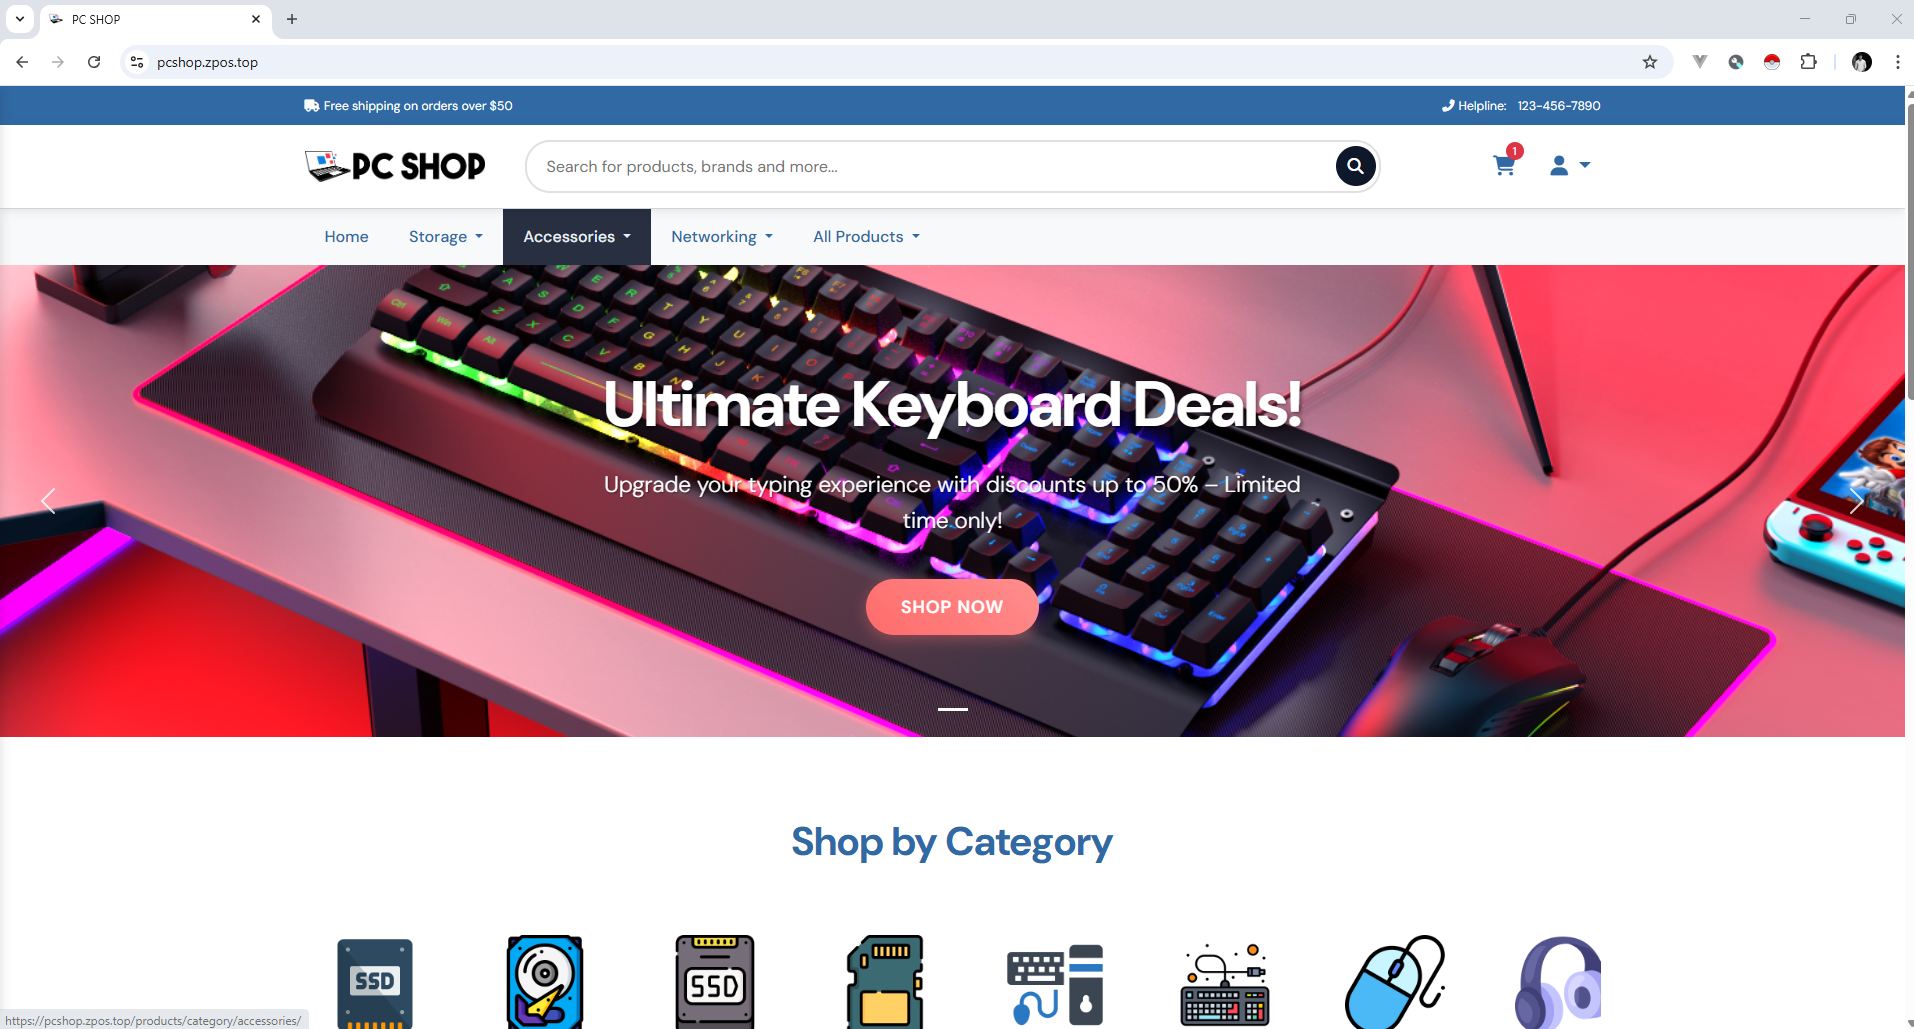 PC SHOP
pcshop.zpos.top
Free shipping on orders over $50
Helpline: 123-456-7890
PC SHOP
Search for products, brands and more...
1
Home
Storage
Accessories
Networking
All Products
Ultimate Keyboard Deals!
Upgrade your typing experience with discounts up to 50% – Limited
time only!
SHOP NOW
Shop by Category
SSD
SSD
https://pcshop.zpos.top/products/category/accessories/